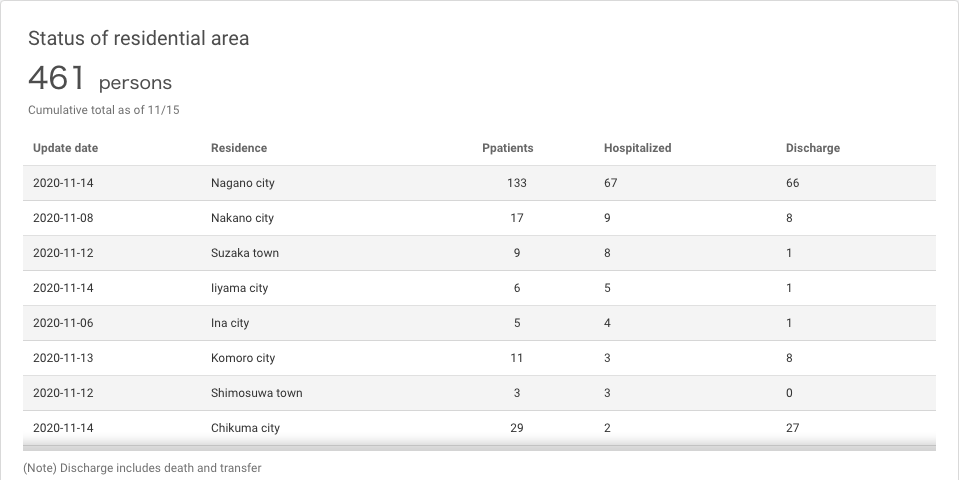 Status of residential area
461 persons
Cumulative total as of 11/15
Update date Residence Ppatients Hospitalized Discharge
2020-11-14 Nagano city 133 67 66
2020-11-08 Nakano city 17 9 8
2020-11-12 Suzaka town 9 8 1
2020-11-14 Iiyama city 6 5 1
2020-11-06 Ina city 5 4 1
2020-11-13 Komoro city 11 3 8
2020-11-12 Shimosuwa town 3 3 0
2020-11-14 Chikuma city 29 2 27
(Note) Discharge includes death and transfer